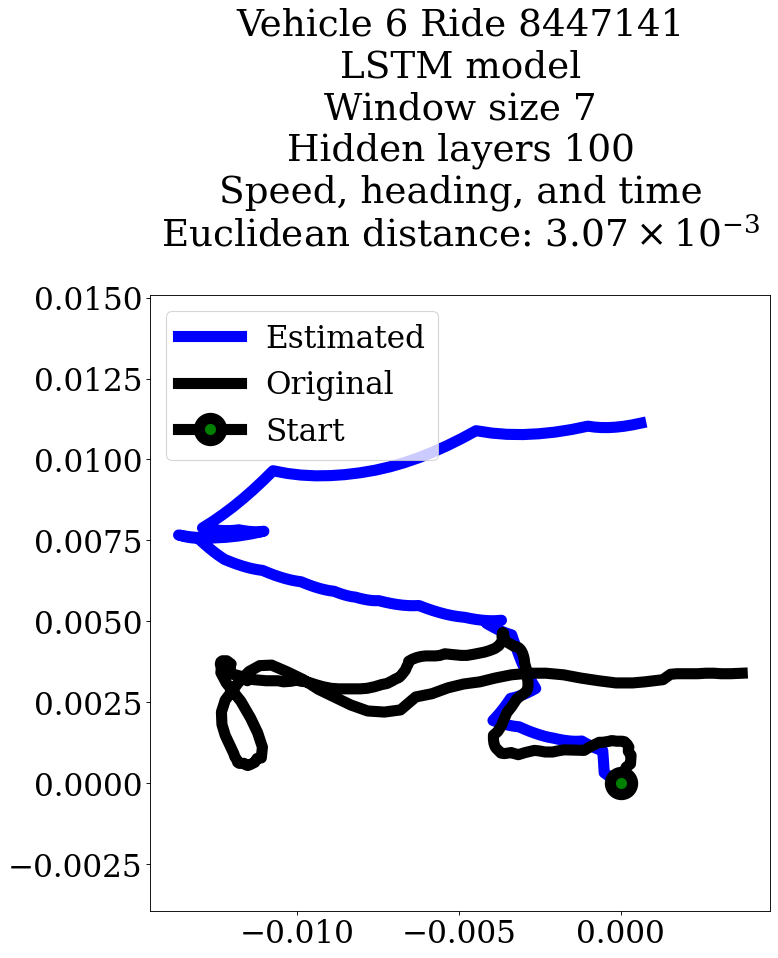 Vehicle 6 Ride 8447141
LSTM model
Window size 7
Hidden layers 100
Speed, heading, and time
Euclidean distance: 3.07 × 10⁻³
Estimated
Original
Start
0.0150
0.0125
0.0100
0.0075
0.0050
0.0025
0.0000
−0.0025
−0.010 −0.005 0.000